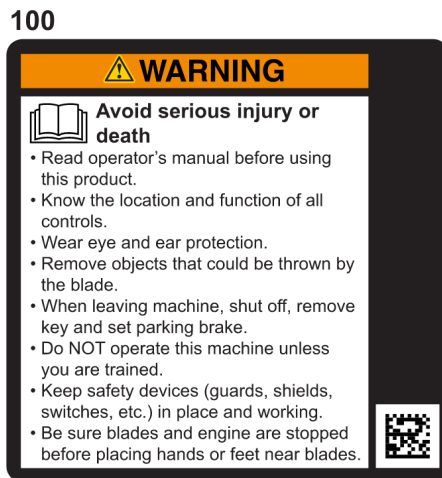 100
WARNING
Avoid serious injury or
death
• Read operator’s manual before using
this product.
• Know the location and function of all
controls.
• Wear eye and ear protection.
• Remove objects that could be thrown by
the blade.
• When leaving machine, shut off, remove
key and set parking brake.
• Do NOT operate this machine unless
you are trained.
• Keep safety devices (guards, shields,
switches, etc.) in place and working.
• Be sure blades and engine are stopped
before placing hands or feet near blades.